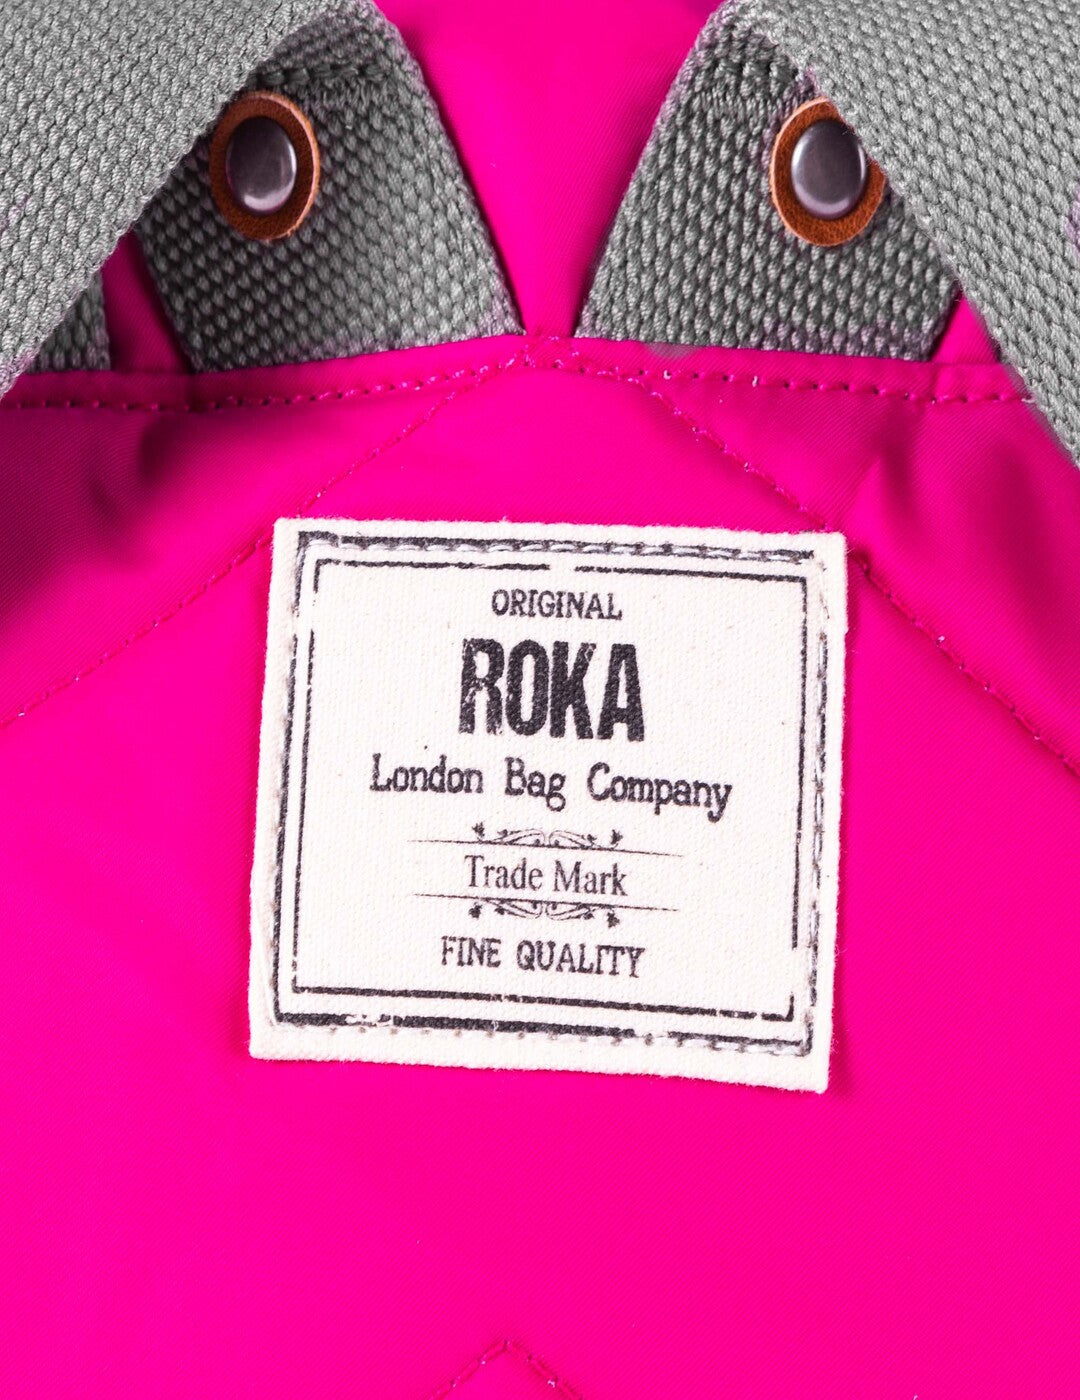 ORIGINAL
ROKA
London Bag Company
Trade Mark
FINE QUALITY